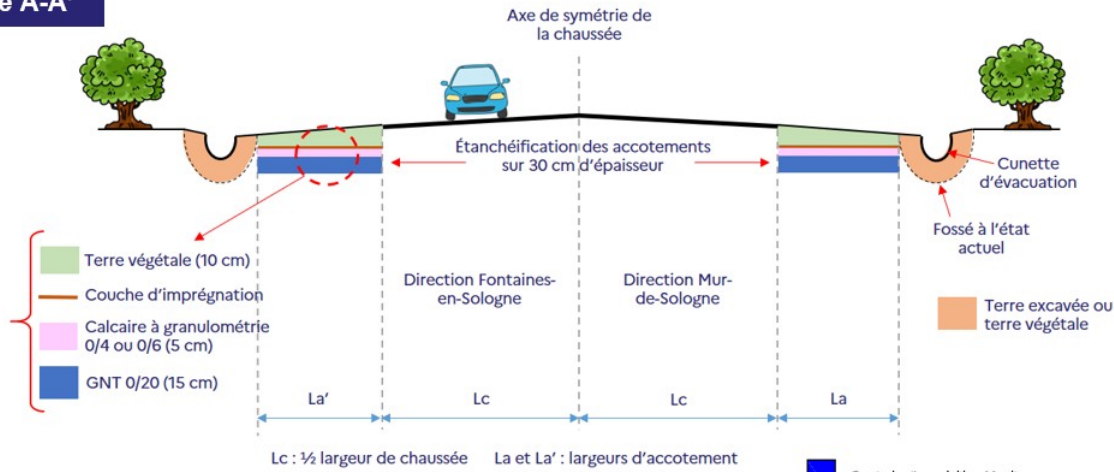 e A-A'
Axe de symétrie de
la chaussée
Étanchéification des accotements
sur 30 cm d'épaisseur
Cunette
d'évacuation
Fossé à l'état
actuel
Terre végétale (10 cm)
Couche d'imprégnation
Calcaire à granulométrie
0/4 ou 0/6 (5 cm)
GNT 0/20 (15 cm)
Direction Fontaines-
en-Sologne
Direction Mur-
de-Sologne
Terre excavée ou
terre végétale
La'
Lc
Lc
La
Lc : ½ largeur de chaussée
La et La' : largeurs d'accotement